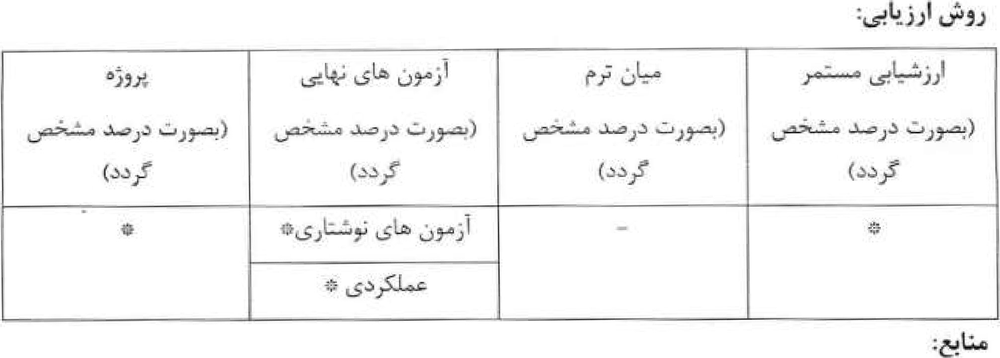 روش ارزیابی:
ارزشیابی مستمر
(بصورت درصد مشخص
گردد)
میان ترم
(بصورت درصد مشخص
گردد)
آزمون های نهایی
(بصورت درصد مشخص
گردد)
پروژه
(بصورت درصد مشخص
گردد)
*
-
آزمون های نوشتاری*
عملکردی *
*
منابع: